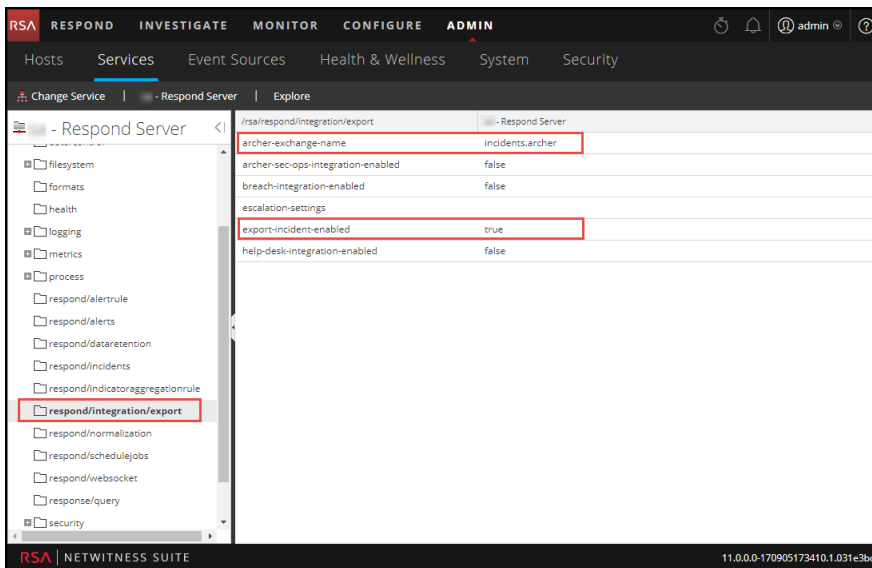 RSA RESPOND INVESTIGATE MONITOR CONFIGURE ADMIN admin
Hosts Services Event Sources Health & Wellness System Security
Change Service | - Respond Server | Explore
- Respond Server
/rsa/respond/integration/export - Respond Server
archer-exchange-name incidents.archer
filesystem
archer-sec-ops-integration-enabled false
formats
breach-integration-enabled false
health
escalation-settings
logging
export-incident-enabled true
metrics
help-desk-integration-enabled false
process
respond/alertrule
respond/alerts
respond/dataretention
respond/incidents
respond/indicatoraggregationrule
respond/integration/export
respond/normalization
respond/schedulejobs
respond/websocket
response/query
security
RSA | NETWITNESS SUITE 11.0.0.0-170905173410.1.031e3bc